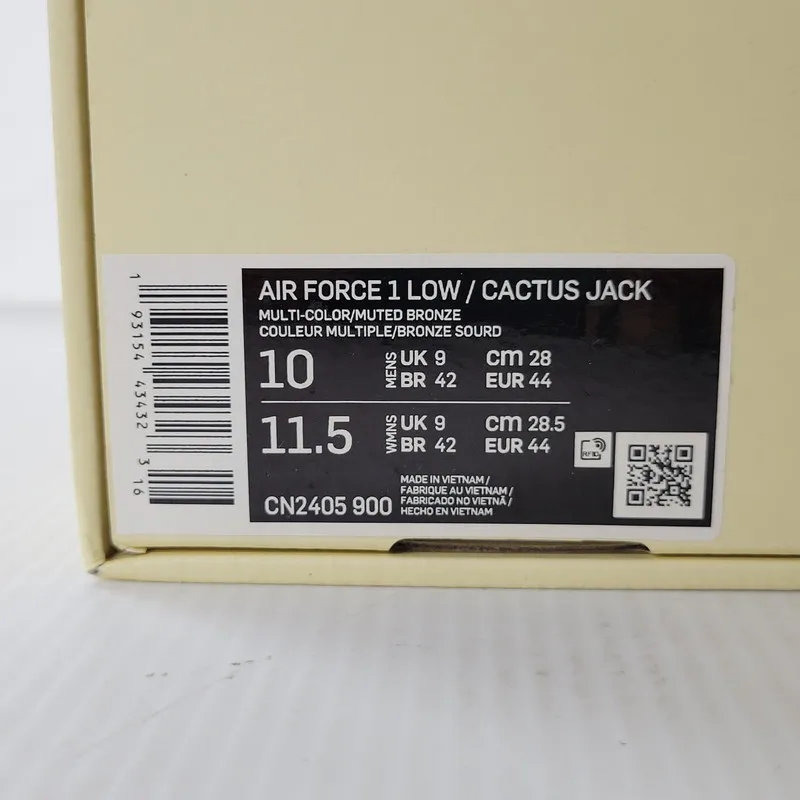 AIR FORCE 1 LOW / CACTUS JACK
MULTI-COLOR/MUTED BRONZE
COULEUR MULTIPLE/BRONZE SOURD
10 MENS UK 9 cm 28
BR 42 EUR 44
11.5 WMNS UK 9 cm 28.5
BR 42 EUR 44
RFID
CN2405 900
MADE IN VIETNAM /
FABRIQUE AU VIETNAM /
FABRICADO NO VIETNÃ /
HECHO EN VIETNAM
1 93154 43432 3 16